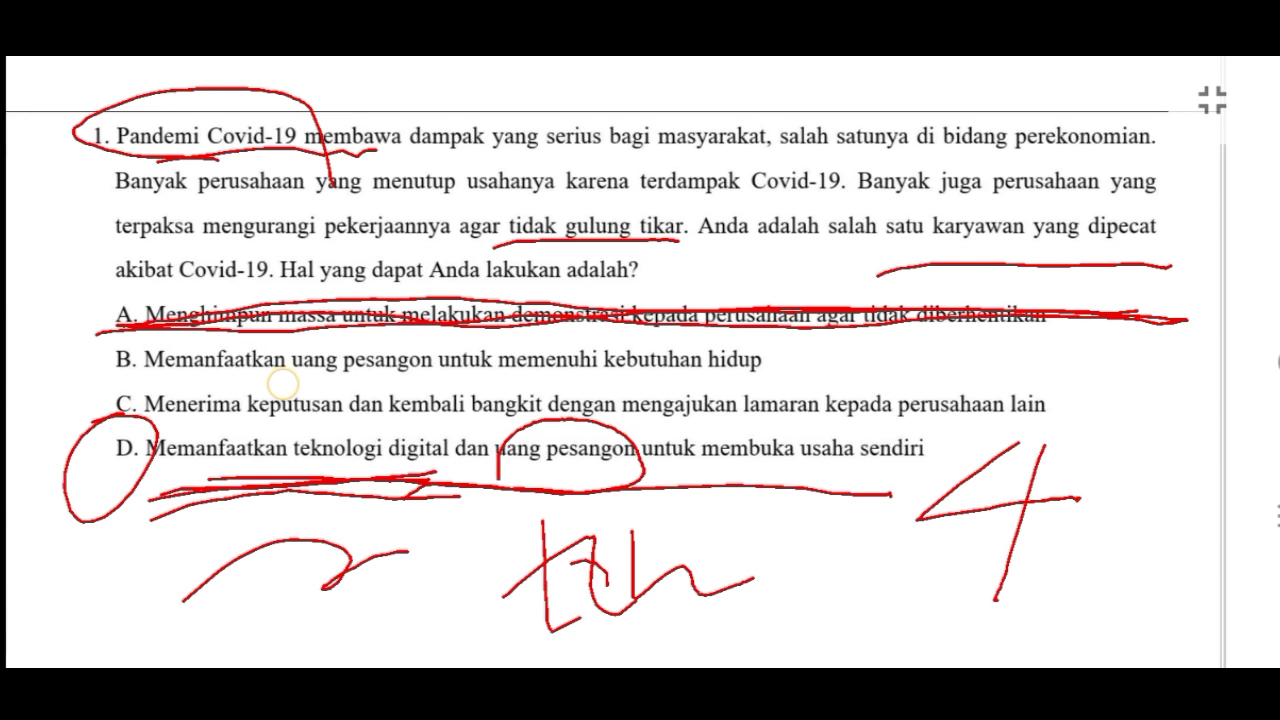 1. Pandemi Covid-19 membawa dampak yang serius bagi masyarakat, salah satunya di bidang perekonomian.
Banyak perusahaan yang menutup usahanya karena terdampak Covid-19. Banyak juga perusahaan yang
terpaksa mengurangi pekerjaannya agar tidak gulung tikar. Anda adalah salah satu karyawan yang dipecat
akibat Covid-19. Hal yang dapat Anda lakukan adalah?
A. Menghimpun massa untuk melakukan demonstrasi kepada perusahaan agar tidak diberhentikan
B. Memanfaatkan uang pesangon untuk memenuhi kebutuhan hidup
C. Menerima keputusan dan kembali bangkit dengan mengajukan lamaran kepada perusahaan lain
D. Memanfaatkan teknologi digital dan uang pesangon untuk membuka usaha sendiri
4